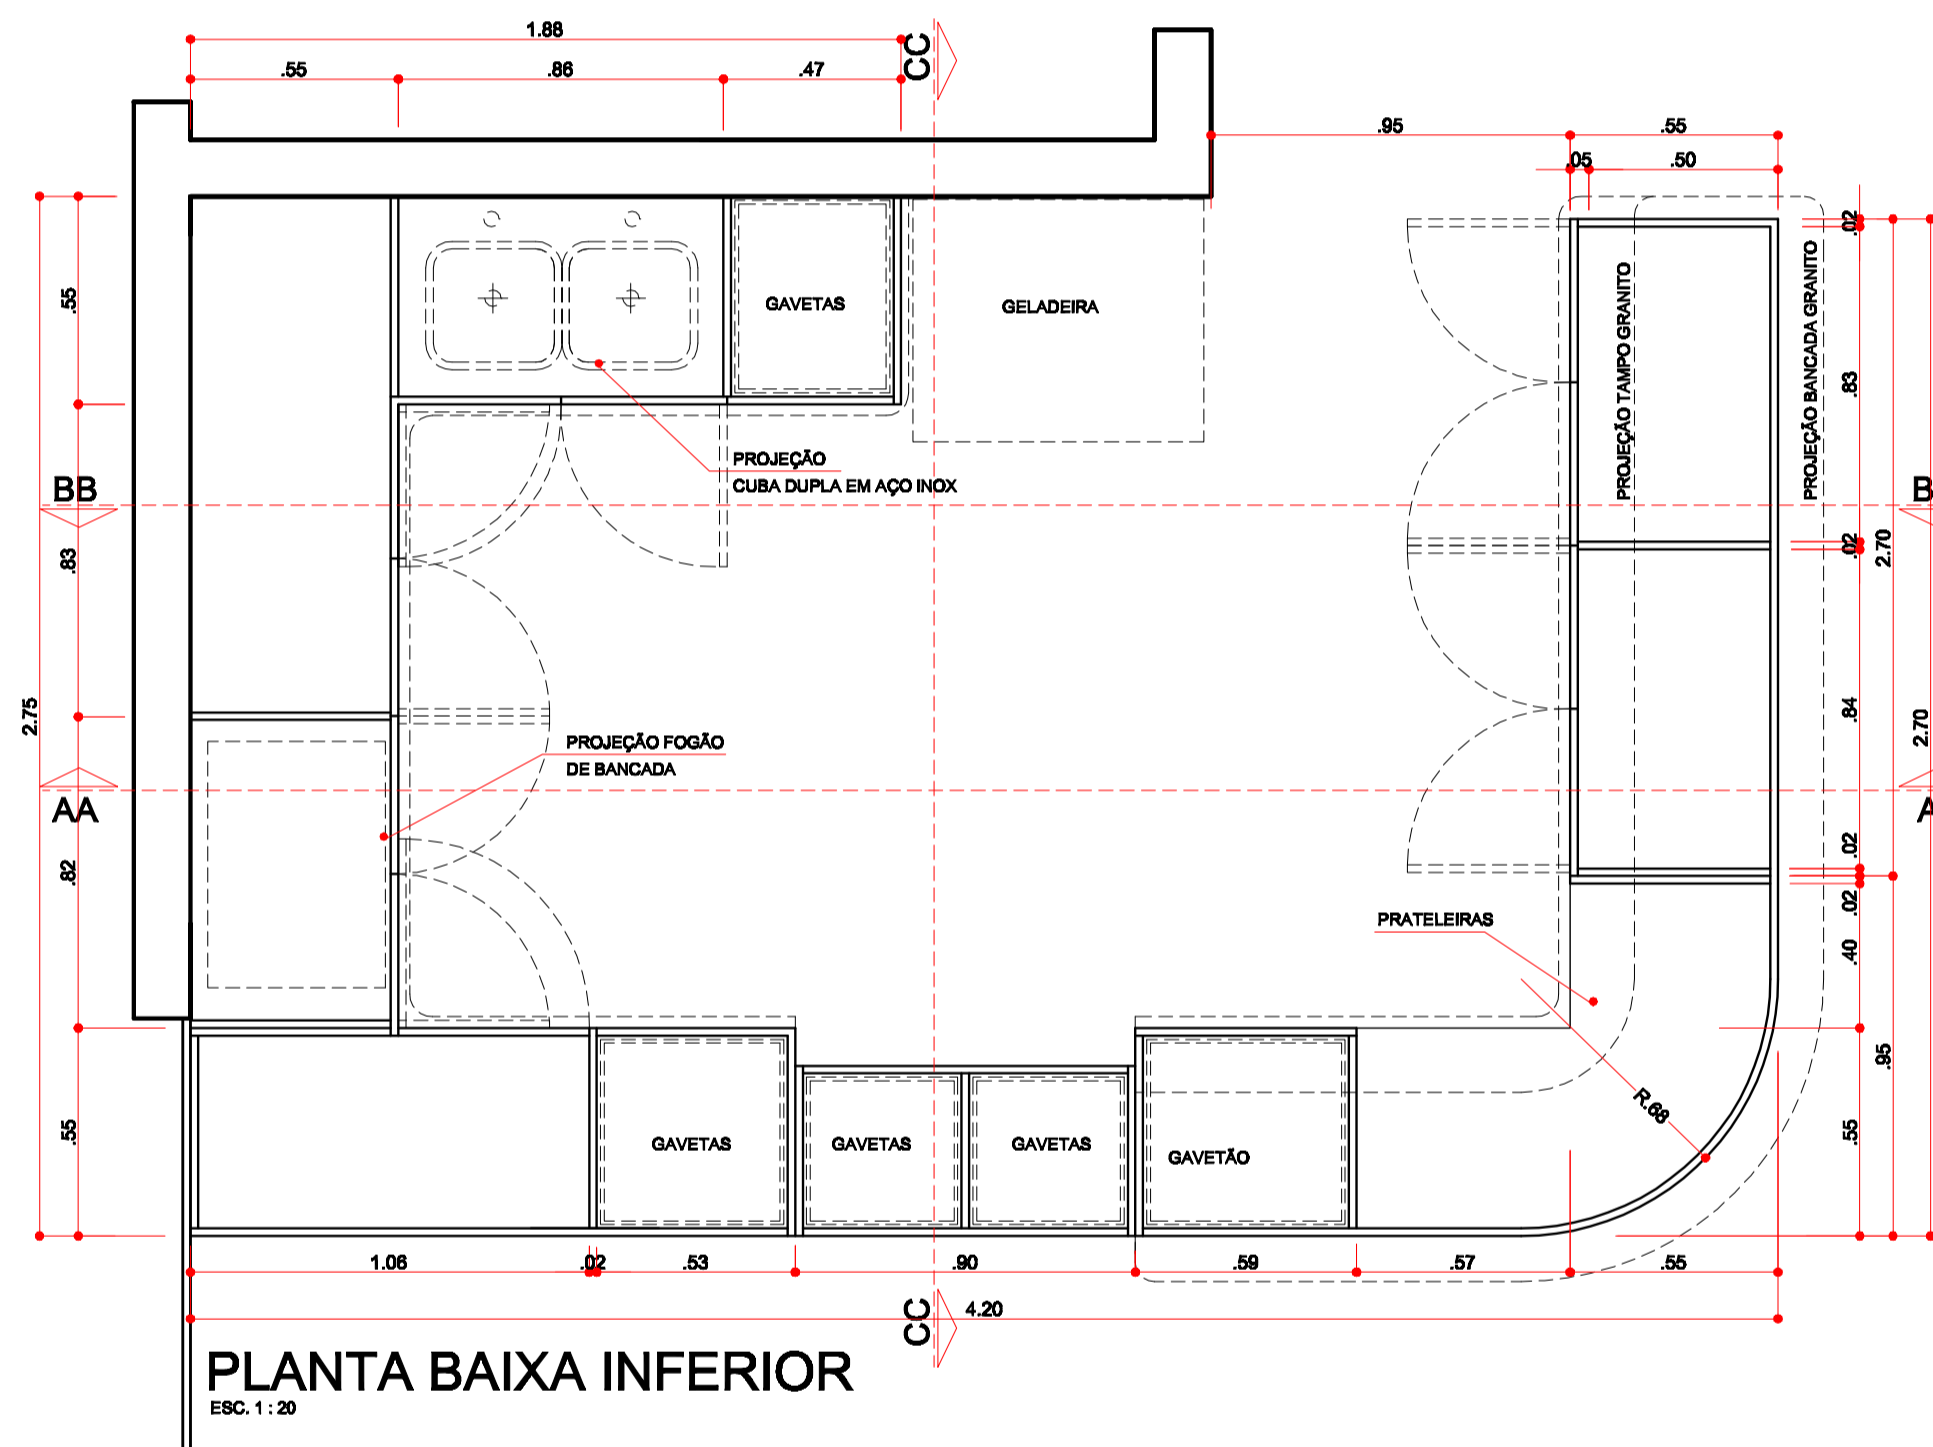 1.88
CC
.55
.86
.47
.95
.55
.05
.50
.02
.55
GAVETAS
GELADEIRA
PROJEÇÃO TAMPO GRANITO
PROJEÇÃO BANCADA GRANITO
.83
PROJEÇÃO
CUBA DUPLA EM AÇO INOX
BB
B
.83
.02
2.70
2.75
.84
2.70
PROJEÇÃO FOGÃO
DE BANCADA
AA
A
.82
.02
.02
PRATELEIRAS
.40
.95
R.68
.55
.55
GAVETAS
GAVETAS
GAVETAS
GAVETÃO
1.06
.02
.53
.90
.59
.57
.55
CC
4.20
PLANTA BAIXA INFERIOR
ESC. 1 : 20